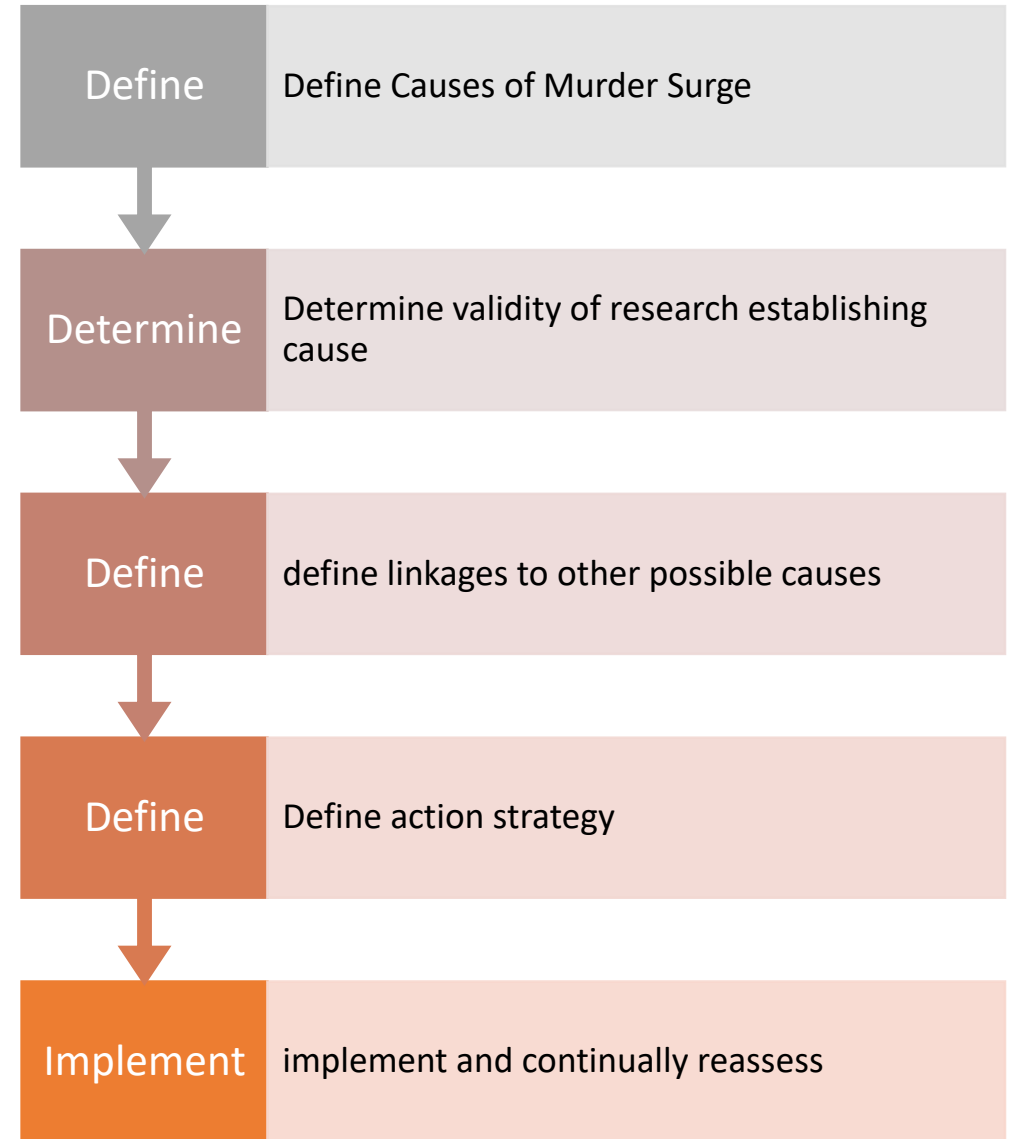 Define
Define Causes of Murder Surge
Determine
Determine validity of research establishing
cause
Define
define linkages to other possible causes
Define
Define action strategy
Implement
implement and continually reassess